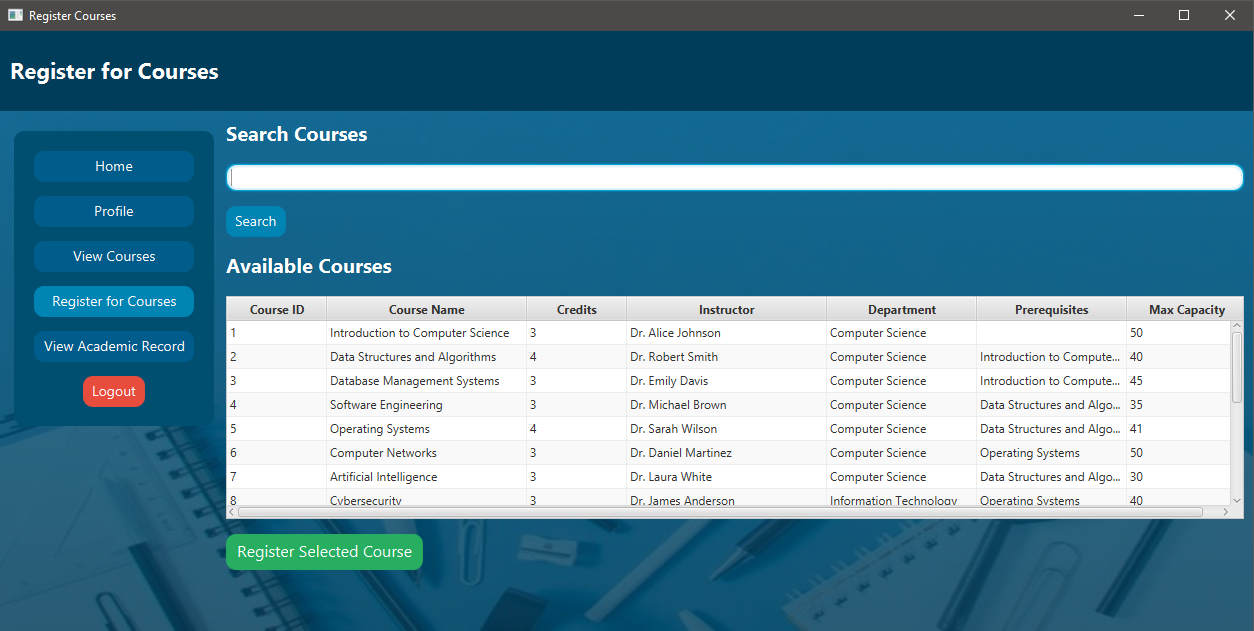 Register Courses
Register for Courses
Home
Profile
View Courses
Register for Courses
View Academic Record
Logout
Search Courses
Search
Available Courses
Course ID Course Name Credits Instructor Department Prerequisites Max Capacity
1 Introduction to Computer Science 3 Dr. Alice Johnson Computer Science 50
2 Data Structures and Algorithms 4 Dr. Robert Smith Computer Science Introduction to Compute... 40
3 Database Management Systems 3 Dr. Emily Davis Computer Science Introduction to Compute... 45
4 Software Engineering 3 Dr. Michael Brown Computer Science Data Structures and Algo... 35
5 Operating Systems 4 Dr. Sarah Wilson Computer Science Data Structures and Algo... 41
6 Computer Networks 3 Dr. Daniel Martinez Computer Science Operating Systems 50
7 Artificial Intelligence 3 Dr. Laura White Computer Science Data Structures and Algo... 30
8 Cybersecurity 3 Dr. James Anderson Information Technology Operating Systems 40
Register Selected Course